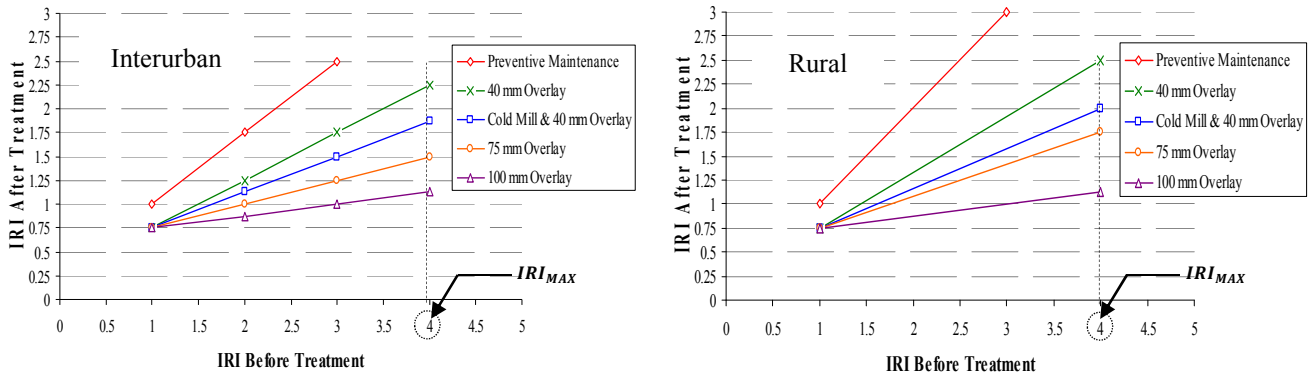 Interurban
IRI After Treatment
3
2.75
2.5
2.25
2
1.75
1.5
1.25
1
0.75
0.5
0.25
0
0 0.5 1 1.5 2 2.5 3 3.5 4 4.5 5
IRI Before Treatment
Preventive Maintenance
40 mm Overlay
Cold Mill & 40 mm Overlay
75 mm Overlay
100 mm Overlay
IRI_MAX
Rural
IRI After Treatment
3
2.75
2.5
2.25
2
1.75
1.5
1.25
1
0.75
0.5
0.25
0
0 0.5 1 1.5 2 2.5 3 3.5 4 4.5 5
IRI Before Treatment
Preventive Maintenance
40 mm Overlay
Cold Mill & 40 mm Overlay
75 mm Overlay
100 mm Overlay
IRI_MAX